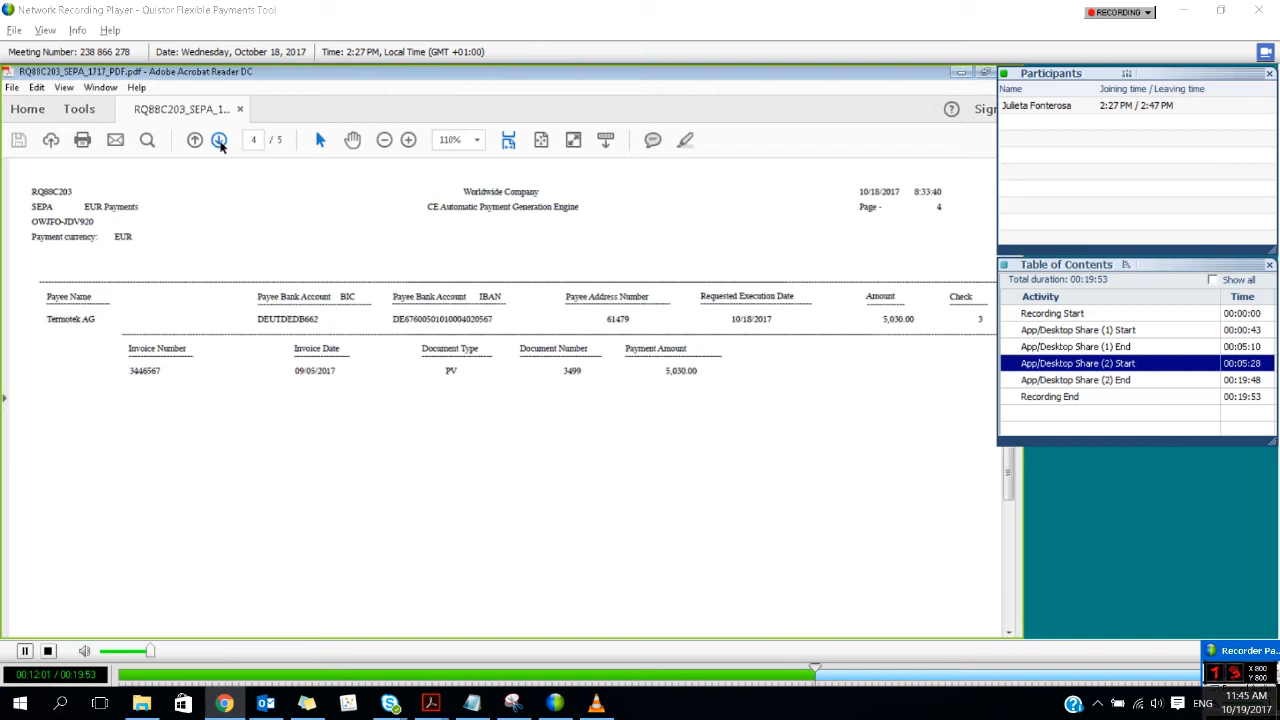 Network Recording Player - Quistor Flexible Payments Tool
RECORDING
File View Info Help
Meeting Number: 238 866 278 Date: Wednesday, October 18, 2017 Time: 2:27 PM, Local Time (GMT +01:00)
RQ88C203_SEPA_1717_PDF.pdf - Adobe Acrobat Reader DC
File Edit View Window Help
Home Tools RQ88C203_SEPA_1... × Sign
4 / 5 110%
RQ88C203 Worldwide Company 10/18/2017 8:33:40
SEPA EUR Payments CE Automatic Payment Generation Engine Page - 4
OWJFO-JDV920
Payment currency: EUR
Payee Name Payee Bank Account BIC Payee Bank Account IBAN Payee Address Number Requested Execution Date Amount Check
Termotek AG DEUTDEDB662 DE67600501010004020567 61479 10/18/2017 5,030.00 3
Invoice Number Invoice Date Document Type Document Number Payment Amount
3446567 09/05/2017 PV 3499 5,030.00
Participants
Name Joining time / Leaving time
Julieta Fonterosa 2:27 PM / 2:47 PM
Table of Contents
Total duration: 00:19:53 Show all
Activity Time
Recording Start 00:00:00
App/Desktop Share (1) Start 00:00:43
App/Desktop Share (1) End 00:05:10
App/Desktop Share (2) Start 00:05:28
App/Desktop Share (2) End 00:19:48
Recording End 00:19:53
00:12:01 / 00:19:53
Recorder Pa..
X 800
Y 800
ENG
11:45 AM
10/19/2017